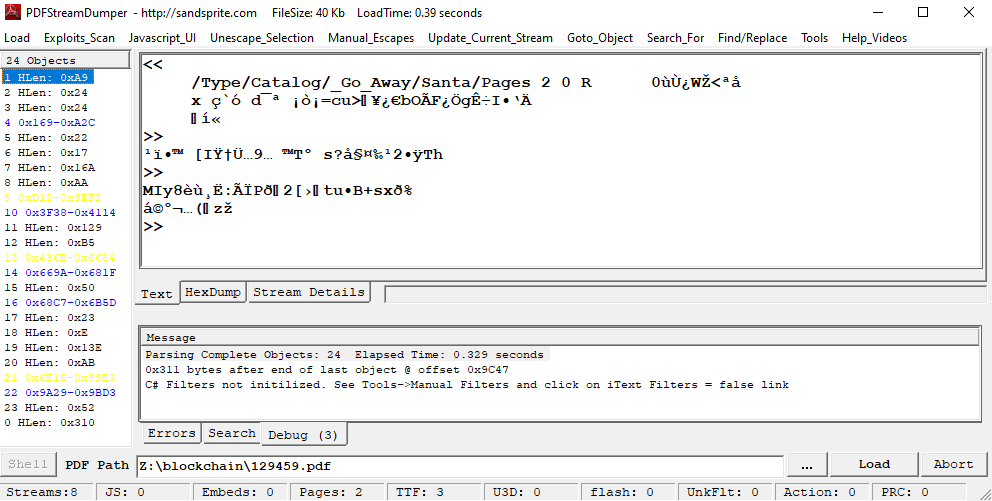 PDFStreamDumper - http://sandsprite.com FileSize: 40 Kb LoadTime: 0.39 seconds
Load Exploits_Scan Javascript_UI Unescape_Selection Manual_Escapes Update_Current_Stream Goto_Object Search_For Find/Replace Tools Help_Videos
24 Objects
1 HLen: 0xA9
2 HLen: 0x24
3 HLen: 0x24
4 0x169-0xA2C
5 HLen: 0x22
6 HLen: 0x17
7 HLen: 0x16A
8 HLen: 0xAA
10 0x3F38-0x4114
11 HLen: 0x129
12 HLen: 0xB5
14 0x669A-0x681F
15 HLen: 0x50
16 0x68C7-0x6B5D
17 HLen: 0x23
18 HLen: 0xE
19 HLen: 0x13E
20 HLen: 0xAB
22 0x9A29-0x9BD3
23 HLen: 0x52
0 HLen: 0x310
<<
/Type/Catalog/_Go_Away/Santa/Pages 2 0 R 0ùÙ¿WŽ<ªå
x ç`ó d¯ª ¡ò¡=cu> ¥¿€bOÃF¿ÖgÊ÷I•‘Ä
í«
>>
¹ï•™ [IŸ†Ü…9… ™Tº s?å§¤‰¹2•ÿTh
>>
MIy8èù¸Ë:ÃÏPð 2[› tu•B+sxð%
á©º¬…( zž
>>
Text HexDump Stream Details
Message
Parsing Complete Objects: 24 Elapsed Time: 0.329 seconds
0x311 bytes after end of last object @ offset 0x9C47
C# Filters not initilized. See Tools->Manual Filters and click on iText Filters = false link
Errors Search Debug (3)
Shell PDF Path Z:\blockchain\129459.pdf ... Load Abort
Streams:8 JS: 0 Embeds: 0 Pages: 2 TTF: 3 U3D: 0 flash: 0 UnkFlt: 0 Action: 0 PRC: 0